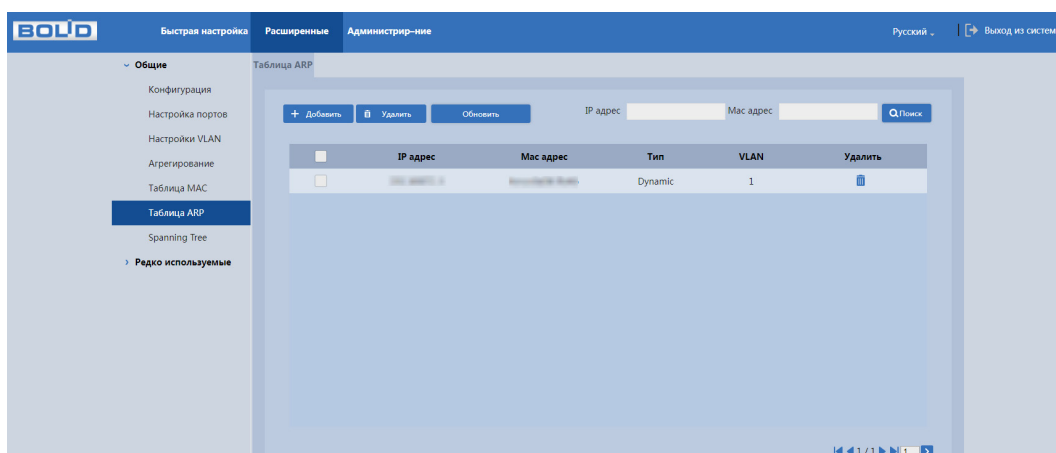 BOLID Быстрая настройка Расширенные Администрир-ние Русский Выход из систем
Общие
Таблица ARP
Конфигурация
Настройка портов
Настройки VLAN
Агрегирование
Таблица MAC
Таблица ARP
Spanning Tree
Редко используемые
+ Добавить Удалить Обновить IP адрес Мас адрес Поиск
IP адрес Мас адрес Тип VLAN Удалить
Dynamic 1
1 / 1 1